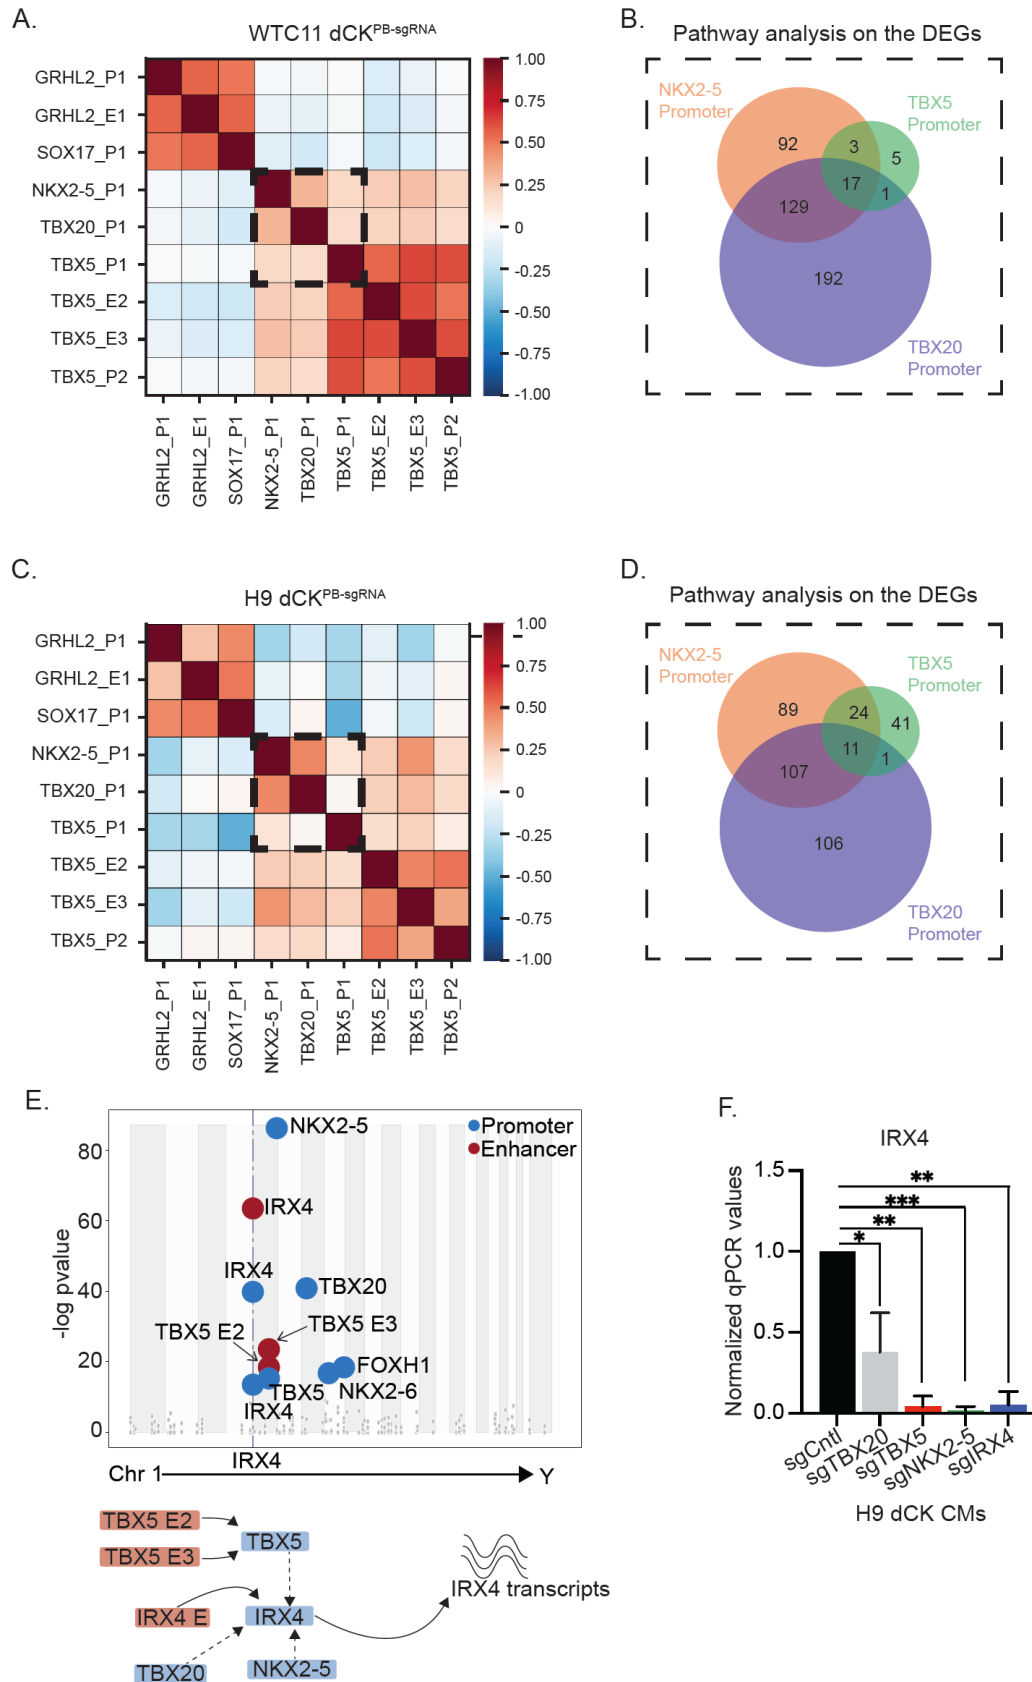 A.
WTC11 dCKPB-sgRNA
GRHL2_P1
GRHL2_E1
SOX17_P1
NKX2-5_P1
TBX20_P1
TBX5_P1
TBX5_E2
TBX5_E3
TBX5_P2
1.00
0.75
0.50
0.25
0
-0.25
-0.50
-0.75
-1.00
GRHL2_P1
GRHL2_E1
SOX17_P1
NKX2-5_P1
TBX20_P1
TBX5_P1
TBX5_E2
TBX5_E3
TBX5_P2
B.
Pathway analysis on the DEGs
NKX2-5
Promoter
TBX5
Promoter
92
3
5
17
1
129
192
TBX20
Promoter
C.
H9 dCKPB-sgRNA
GRHL2_P1
GRHL2_E1
SOX17_P1
NKX2-5_P1
TBX20_P1
TBX5_P1
TBX5_E2
TBX5_E3
TBX5_P2
1.00
0.75
0.50
0.25
0
-0.25
-0.50
-0.75
-1.00
GRHL2_P1
GRHL2_E1
SOX17_P1
NKX2-5_P1
TBX20_P1
TBX5_P1
TBX5_E2
TBX5_E3
TBX5_P2
D.
Pathway analysis on the DEGs
NKX2-5
Promoter
TBX5
Promoter
89
24
41
11
1
107
106
TBX20
Promoter
E.
-log pvalue
80
60
40
20
0
NKX2-5
Promoter
Enhancer
IRX4
IRX4
TBX20
TBX5 E3
TBX5 E2
FOXH1
TBX5
NKX2-6
IRX4
IRX4
Chr 1
Y
TBX5 E2
TBX5
TBX5 E3
IRX4 transcripts
IRX4 E
IRX4
TBX20
NKX2-5
F.
IRX4
Normalized qPCR values
1.5
1.0
0.5
0.0
**
***
**
*
sgCntl
sgTBX20
sgTBX5
sgNKX2-5
sgIRX4
H9 dCK CMs